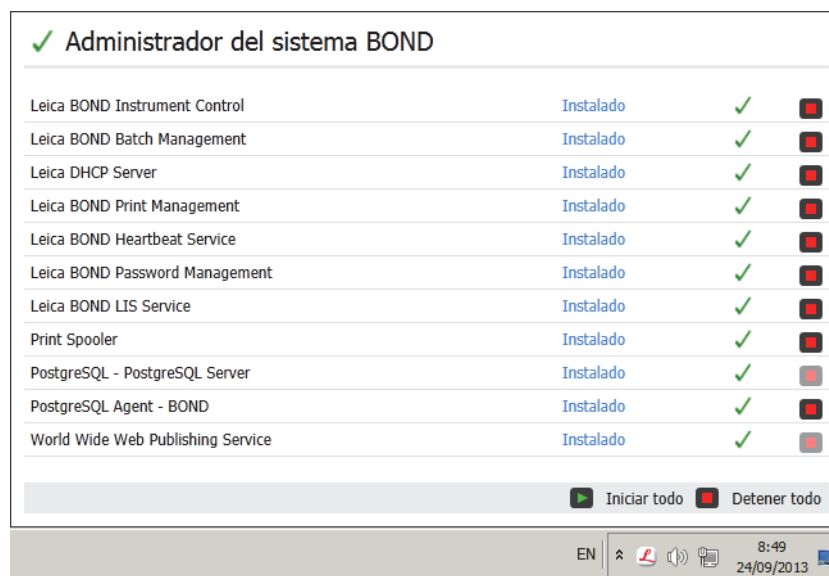 Administrador del sistema BOND
Leica BOND Instrument Control Instalado
Leica BOND Batch Management Instalado
Leica DHCP Server Instalado
Leica BOND Print Management Instalado
Leica BOND Heartbeat Service Instalado
Leica BOND Password Management Instalado
Leica BOND LIS Service Instalado
Print Spooler Instalado
PostgreSQL - PostgreSQL Server Instalado
PostgreSQL Agent - BOND Instalado
World Wide Web Publishing Service Instalado
Iniciar todo Detener todo
EN 8:49
24/09/2013